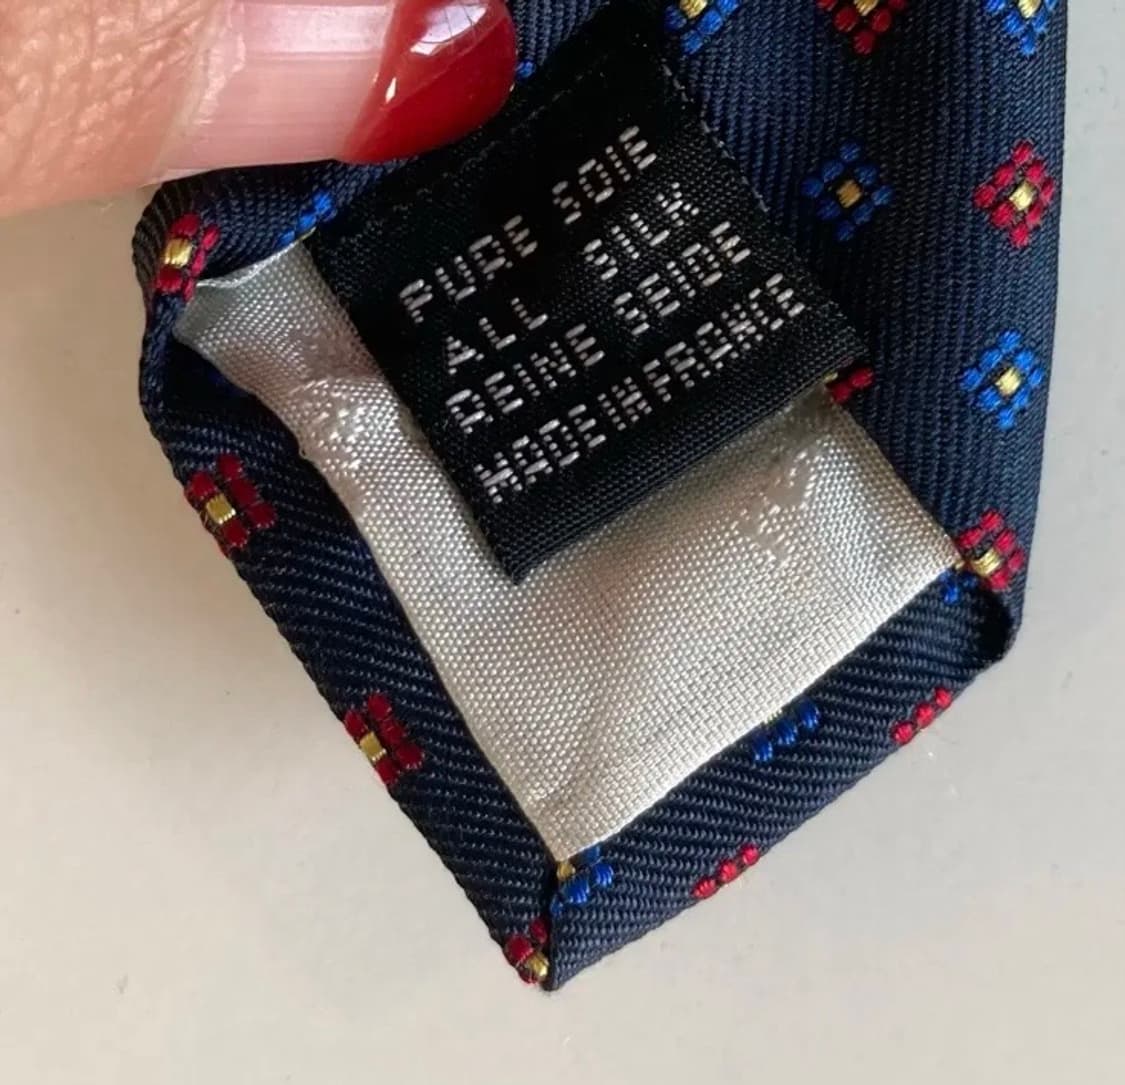 PURE SOIE
ALL SILK
REINE SEIDE
MADE IN FRANCE